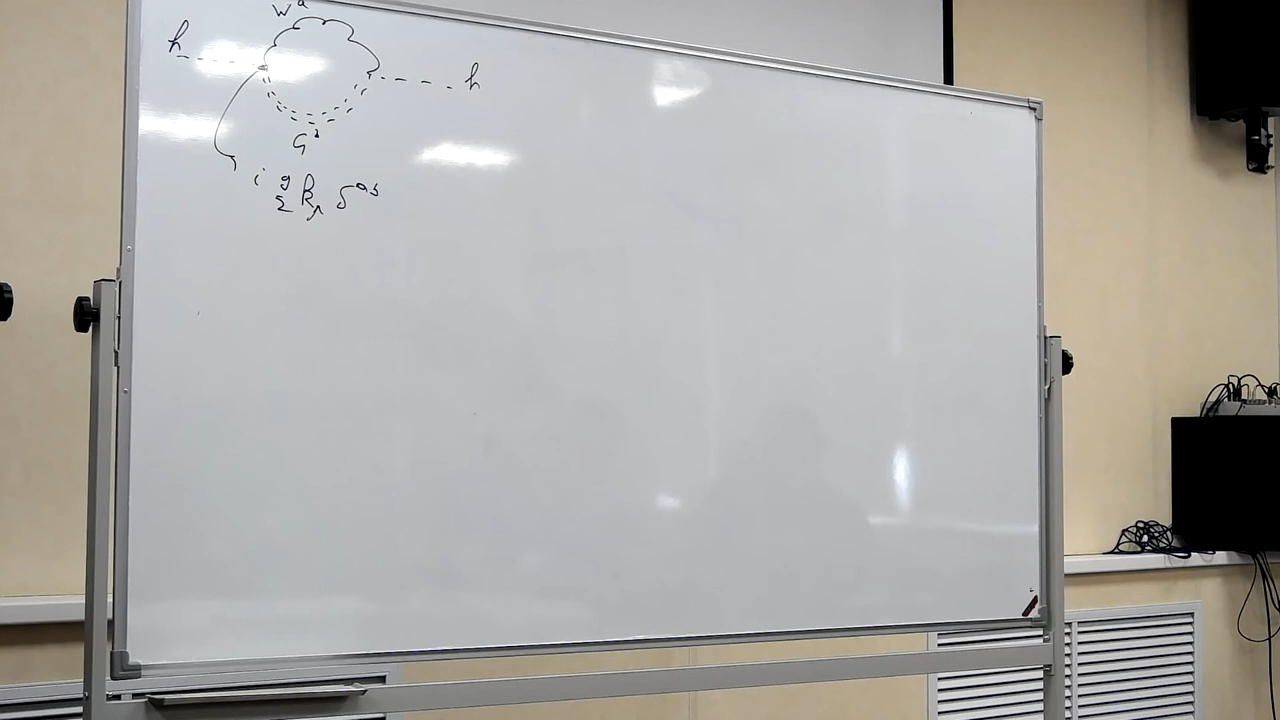 W^a
h
h
G^b
i g/2 k_μ δ^{ab}